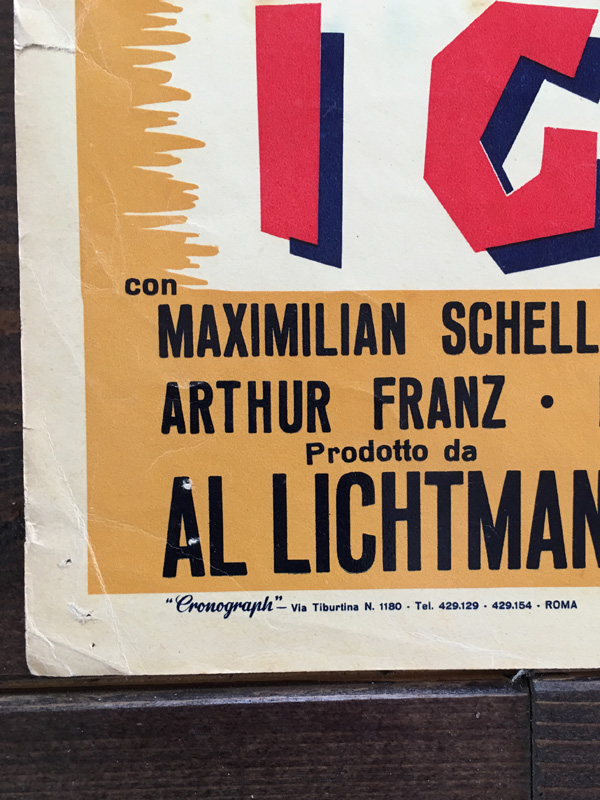 I G
con
MAXIMILIAN SCHELL
ARTHUR FRANZ •
Prodotto da
AL LICHTMAN
"Cronograph" — Via Tiburtina N. 1180 - Tel. 429.129 - 429.154 - ROMA